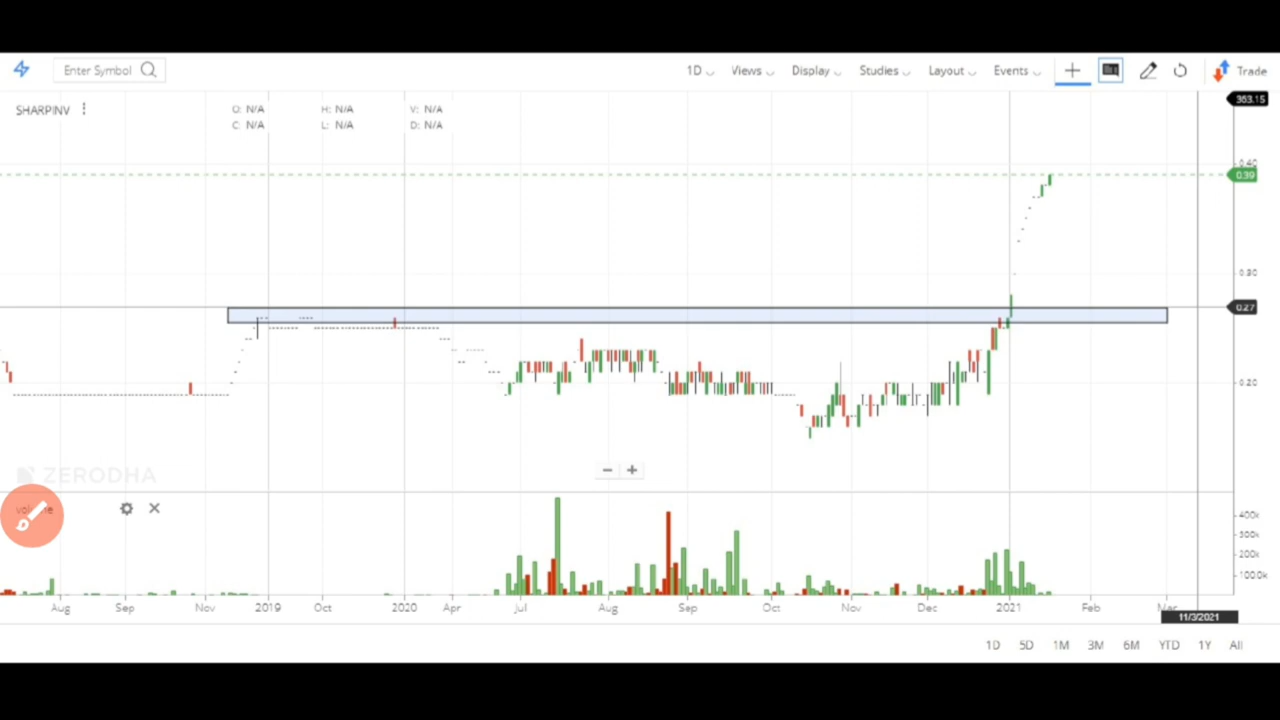 Enter Symbol 1D Views Display Studies Layout Events Trade
SHARPINV O: N/A H: N/A V: N/A
C: N/A L: N/A D: N/A
363.15
0.40
0.39
0.30
0.27
0.20
ZERODHA
400k
300k
200k
1000k
Aug Sep Nov 2019 Oct 2020 Apr Jul Aug Sep Oct Nov Dec 2021 Feb Mar
11/3/2021
1D 5D 1M 3M 6M YTD 1Y All